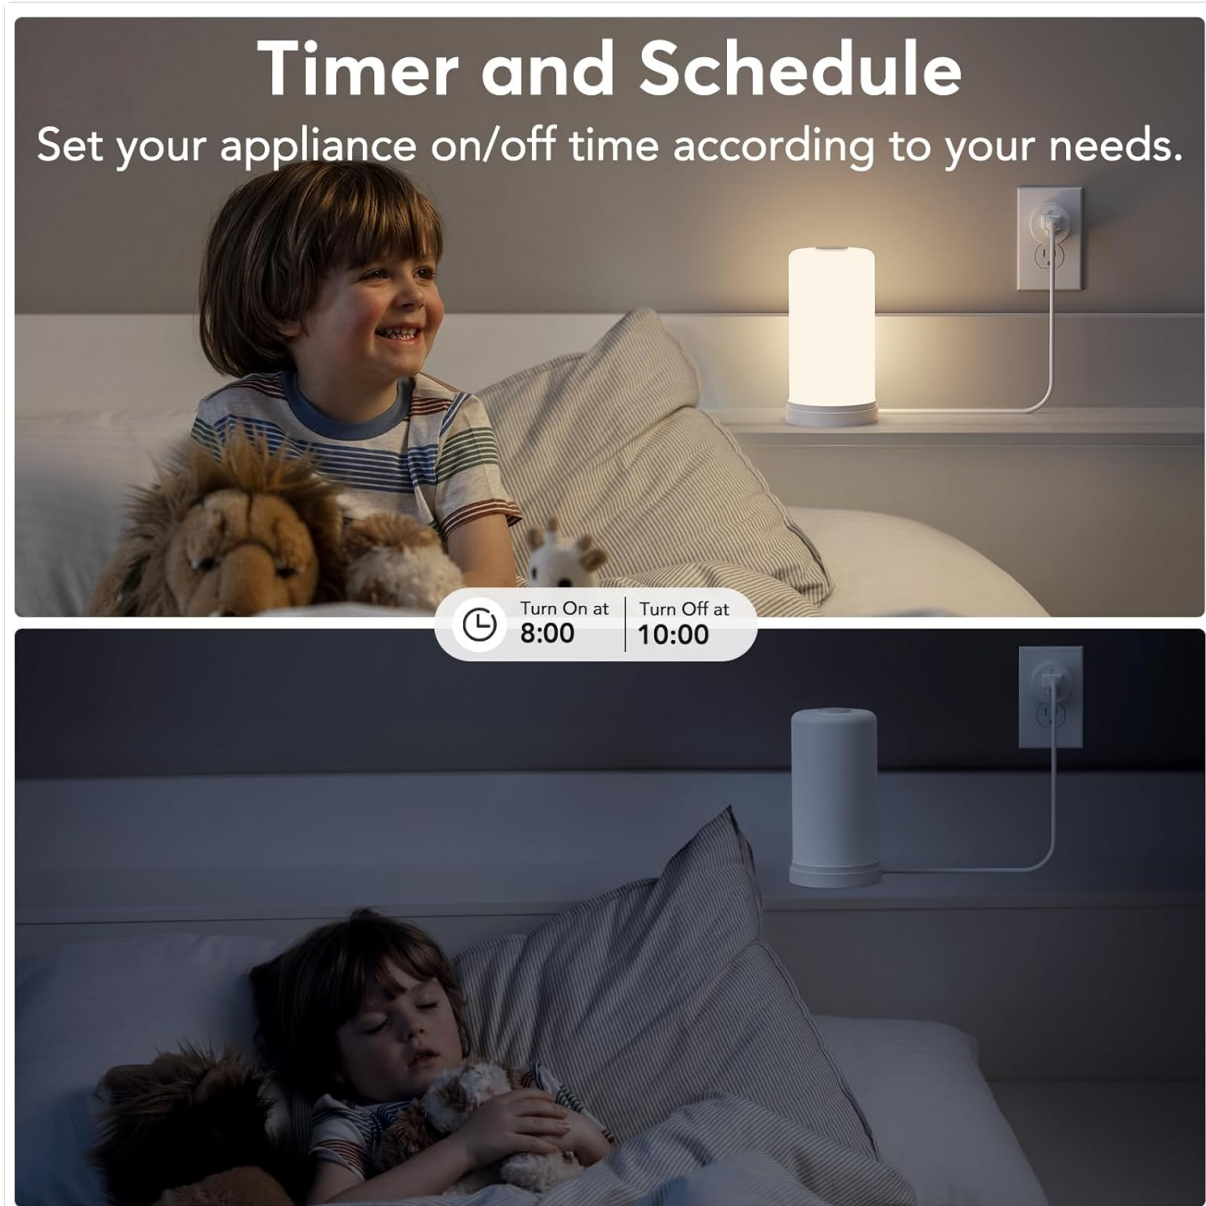 Timer and Schedule
Set your appliance on/off time according to your needs.
Turn On at
8:00
Turn Off at
10:00